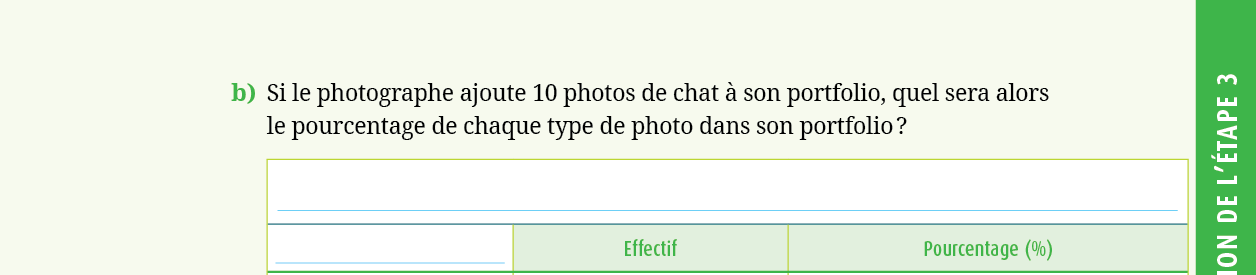 b) Si le photographe ajoute 10 photos de chat à son portfolio, quel sera alors
le pourcentage de chaque type de photo dans son portfolio ?
Effectif
Pourcentage (%)
ION DE L'ÉTAPE 3